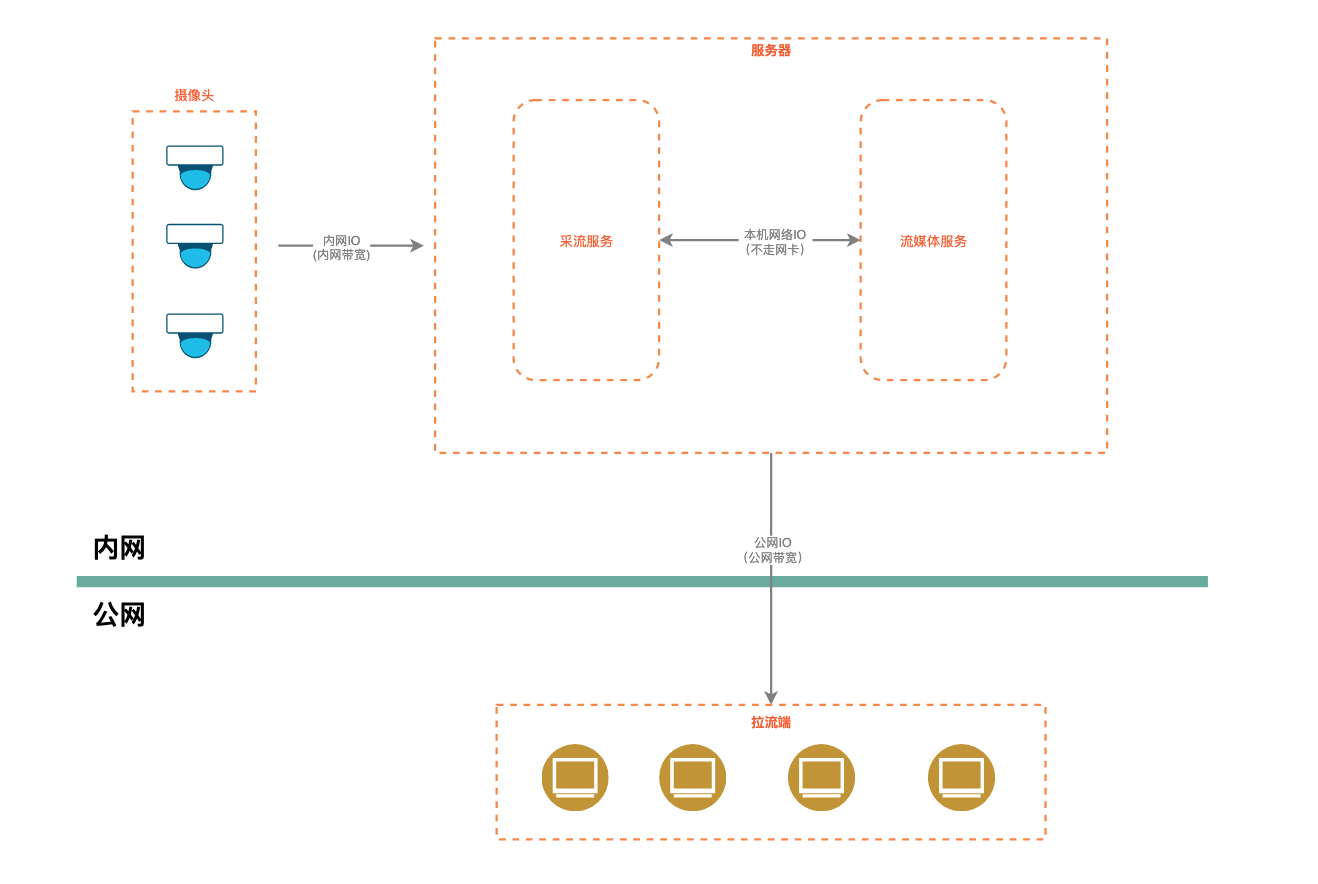 服务器
摄像头
采流服务
本机网络IO
(不走网卡)
流媒体服务
内网IO
(内网带宽)
内网
公网IO
(公网带宽)
公网
拉流端